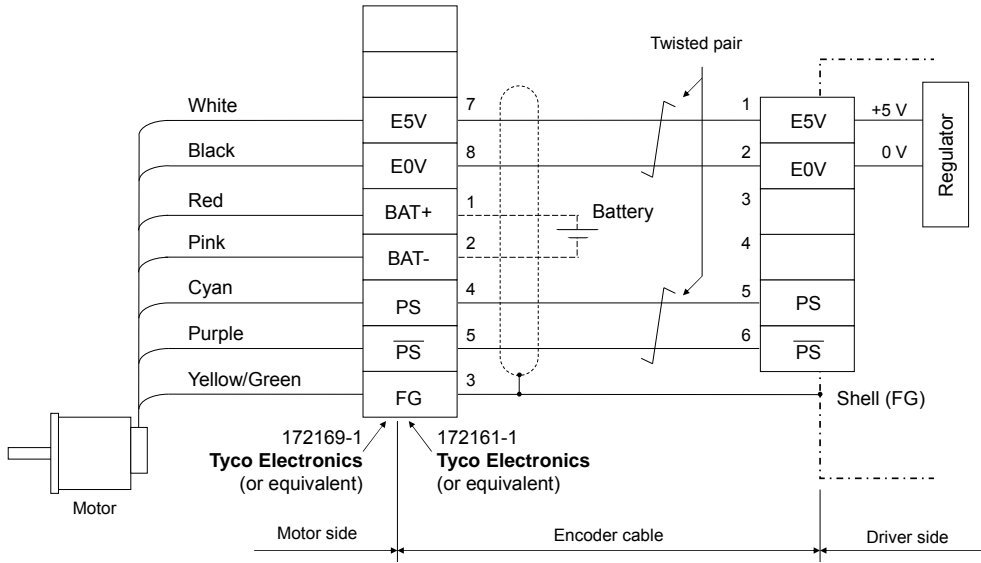 Twisted pair
White
7
E5V
1
E5V
+5 V
Black
8
E0V
2
E0V
0 V
Regulator
Red
1
BAT+
Battery
3
Pink
2
BAT-
4
Cyan
4
PS
5
PS
Purple
5
PS
6
PS
Yellow/Green
3
FG
Shell (FG)
172169-1
Tyco Electronics
(or equivalent)
172161-1
Tyco Electronics
(or equivalent)
Motor
Motor side
Encoder cable
Driver side